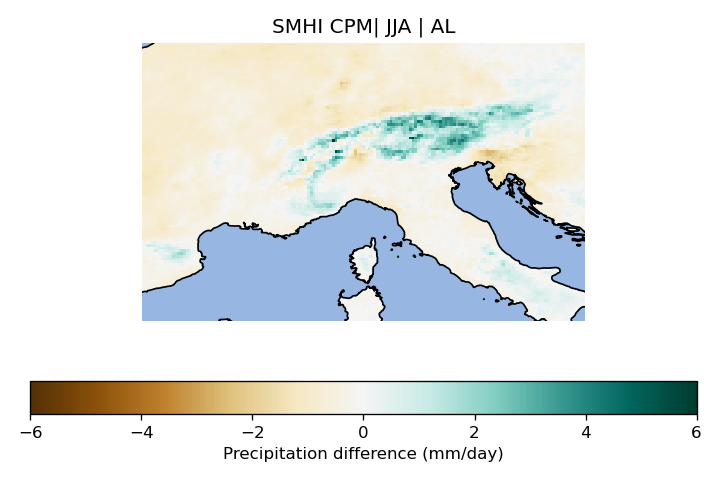 SMHI CPM| JJA | AL
−6 −4 −2 0 2 4 6
Precipitation difference (mm/day)